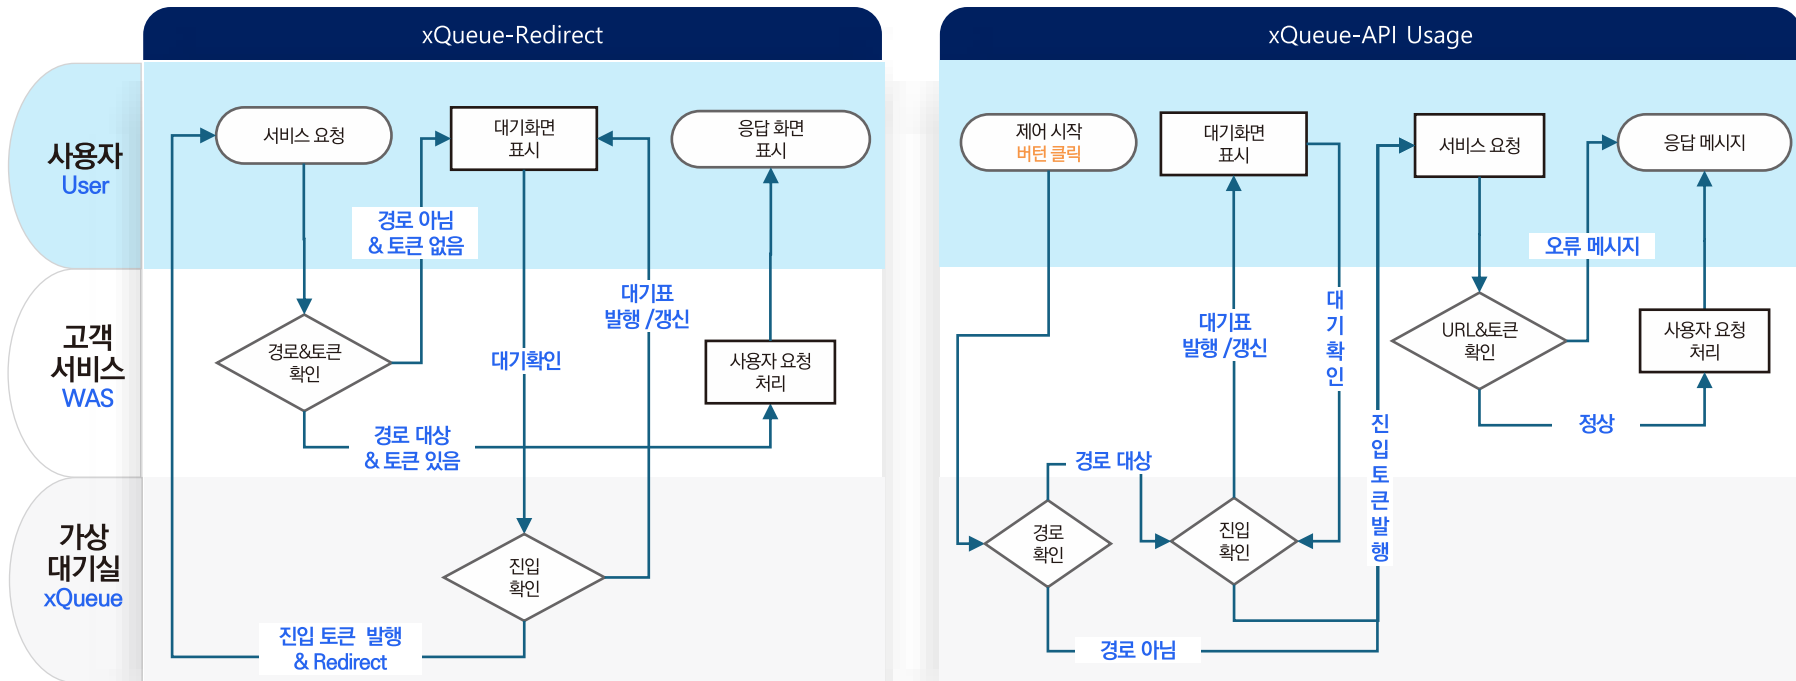 xQueue-Redirect
xQueue-API Usage
사용자
User
고객
서비스
WAS
가상
대기실
xQueue
서비스 요청
대기화면
표시
응답 화면
표시
경로 아님
& 토큰 없음
경로&토큰
확인
대기확인
대기표
발행 /갱신
사용자 요청
처리
경로 대상
& 토큰 있음
진입
확인
진입 토큰 발행
& Redirect
제어 시작
버턴 클릭
대기화면
표시
서비스 요청
응답 메시지
오류 메시지
대기표
발행 /갱신
대
기
확
인
URL&토큰
확인
사용자 요청
처리
정상
진
입
토
큰
발
행
경로 대상
경로
확인
진입
확인
경로 아님